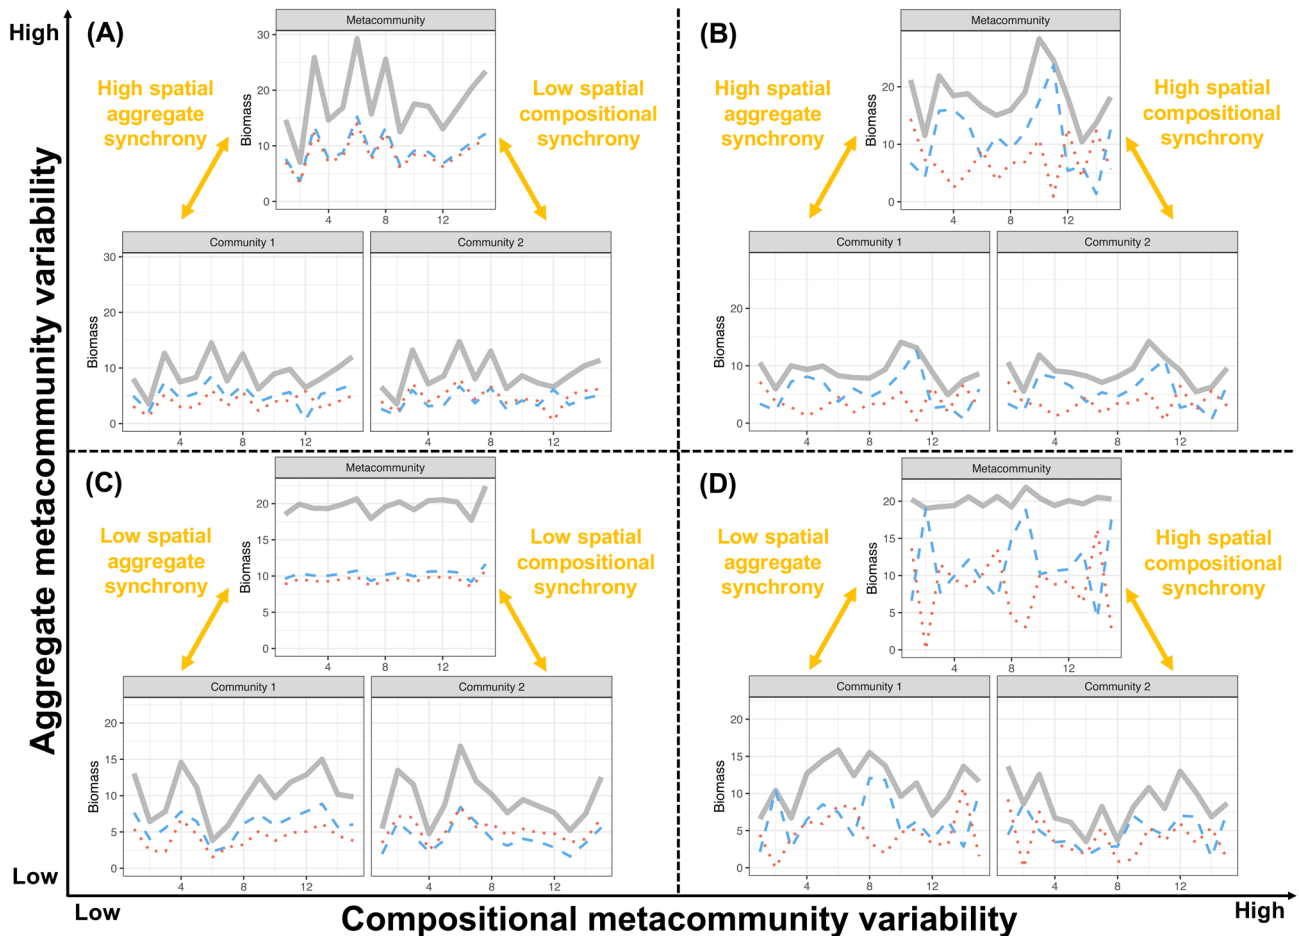 High
Aggregate metacommunity variability
Low
(A)
High spatial
aggregate
synchrony
Metacommunity
Biomass
30
20
10
0
4
8
12
Low spatial
compositional
synchrony
Community 1
Community 2
Biomass
30
20
10
0
4
8
12
4
8
12
(B)
High spatial
aggregate
synchrony
Metacommunity
Biomass
20
10
0
4
8
12
High spatial
compositional
synchrony
Community 1
Community 2
Biomass
20
10
0
4
8
12
4
8
12
(C)
Low spatial
aggregate
synchrony
Metacommunity
Biomass
20
15
10
5
0
4
8
12
Low spatial
compositional
synchrony
Community 1
Community 2
Biomass
20
15
10
5
0
4
8
12
4
8
12
(D)
Low spatial
aggregate
synchrony
Metacommunity
Biomass
20
15
10
5
0
4
8
12
High spatial
compositional
synchrony
Community 1
Community 2
Biomass
20
15
10
5
0
4
8
12
4
8
12
Low
Compositional metacommunity variability
High